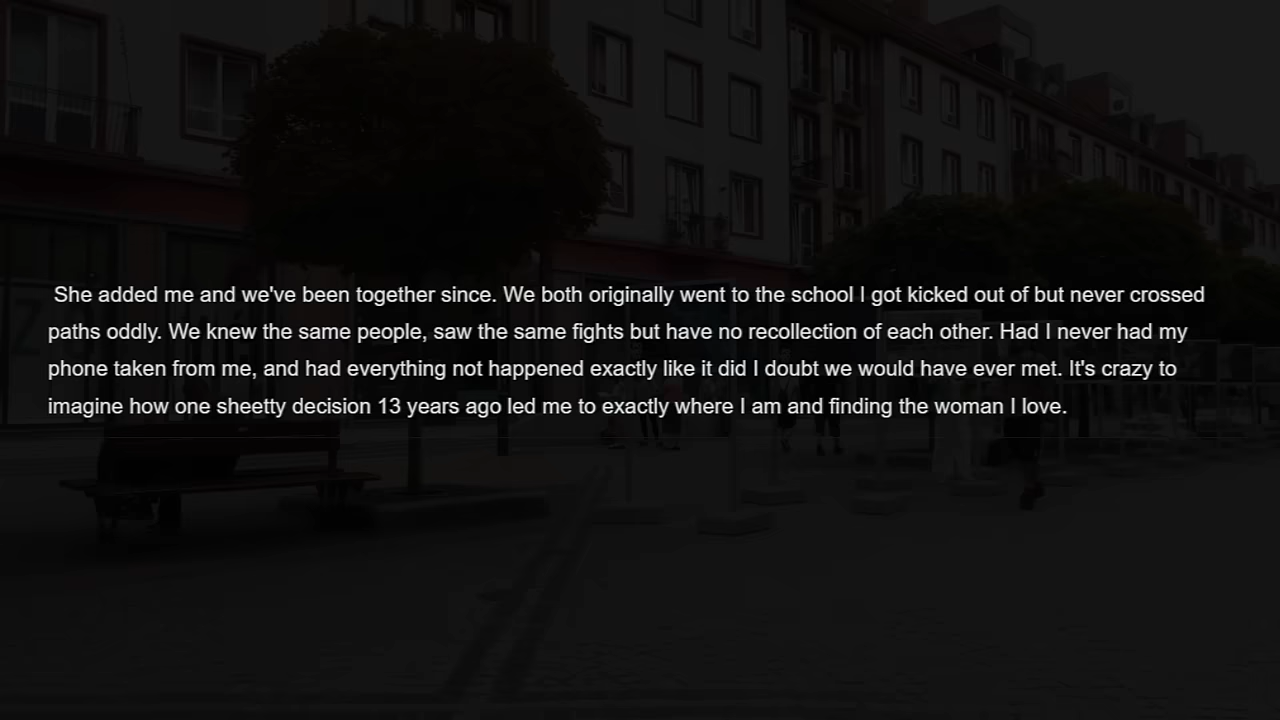 She added me and we've been together since. We both originally went to the school I got kicked out of but never crossed
paths oddly. We knew the same people, saw the same fights but have no recollection of each other. Had I never had my
phone taken from me, and had everything not happened exactly like it did I doubt we would have ever met. It's crazy to
imagine how one sheetty decision 13 years ago led me to exactly where I am and finding the woman I love.